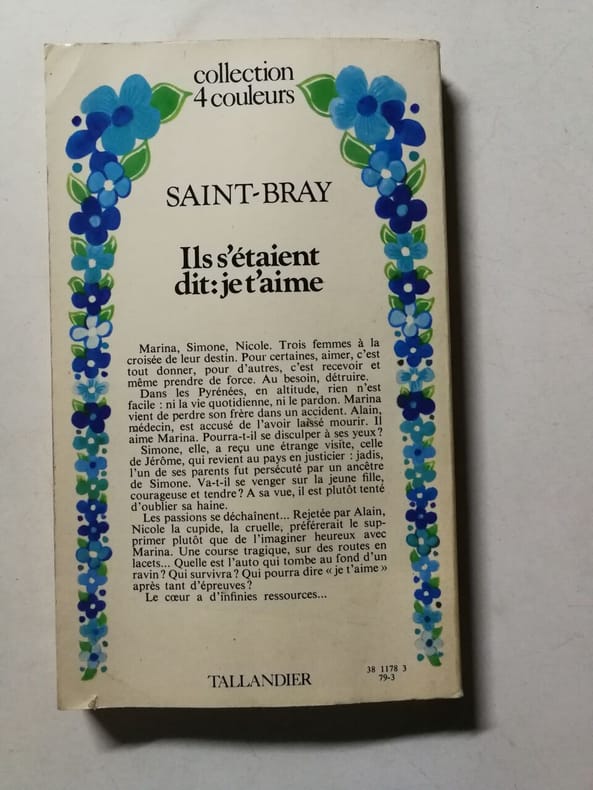 collection
4 couleurs
SAINT-BRAY
Ils s'étaient
dit: je t'aime
Marina, Simone, Nicole. Trois femmes à la
croisée de leur destin. Pour certaines, aimer, c'est
tout donner, pour d'autres, c'est recevoir et
même prendre de force. Au besoin, détruire.
Dans les Pyrénées, en altitude, rien n'est
facile : ni la vie quotidienne, ni le pardon. Marina
vient de perdre son frère dans un accident. Alain,
médecin, est accusé de l'avoir laissé mourir. Il
aime Marina. Pourra-t-il se disculper à ses yeux ?
Simone, elle, a reçu une étrange visite, celle
de Jérôme, qui revient au pays en justicier : jadis,
l'un de ses parents fut persécuté par un ancêtre
de Simone. Va-t-il se venger sur la jeune fille,
courageuse et tendre ? A sa vue, il est plutôt tenté
d'oublier sa haine.
Les passions se déchaînent... Rejetée par Alain,
Nicole la cupide, la cruelle, préférerait le sup-
primer plutôt que de l'imaginer heureux avec
Marina. Une course tragique, sur des routes en
lacets... Quelle est l'auto qui tombe au fond d'un
ravin ? Qui survivra ? Qui pourra dire « je t'aime »
après tant d'épreuves ?
Le cœur a d'infinies ressources...
TALLANDIER
38 1178 3
79-3